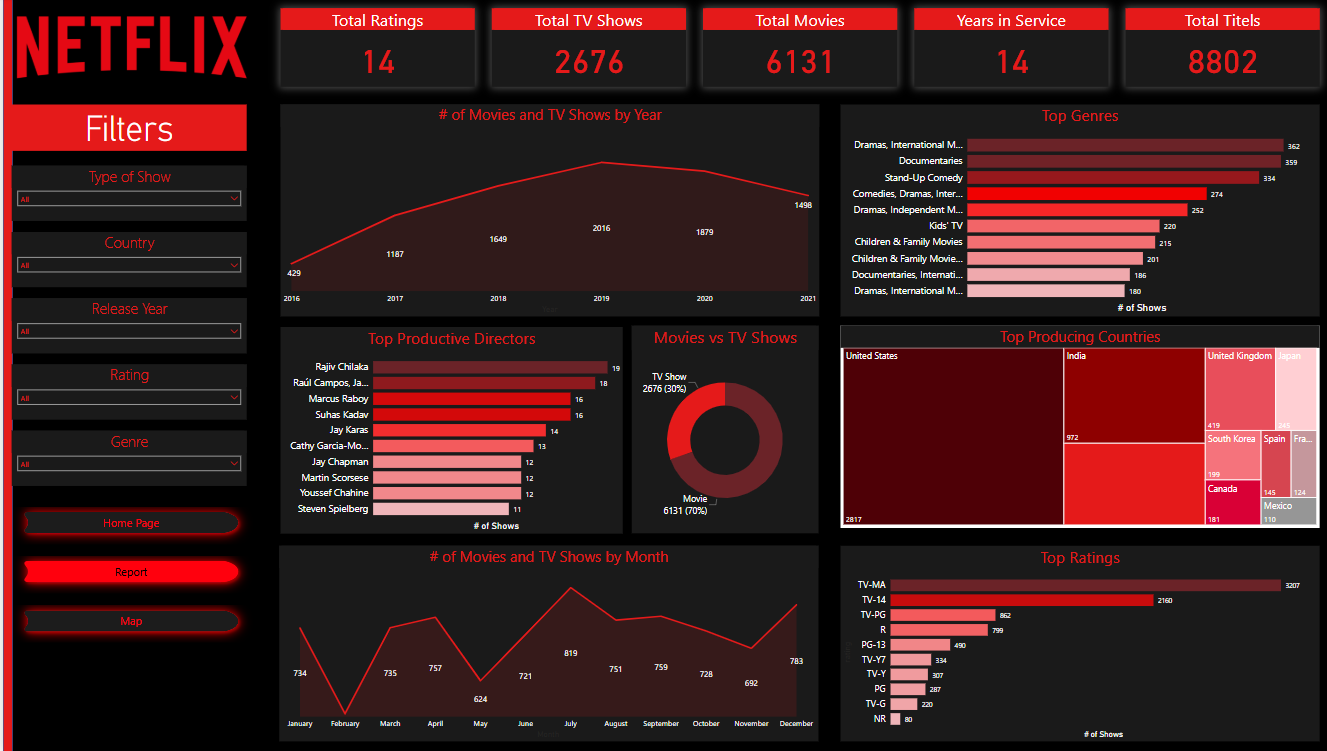 NETFLIX
Total Ratings
14
Total TV Shows
2676
Total Movies
6131
Years in Service
14
Total Titels
8802
Filters
Type of Show
All
Country
All
Release Year
All
Rating
All
Genre
All
Home Page
Report
Map
# of Movies and TV Shows by Year
429
1187
1649
2016
1879
1498
2016 2017 2018 2019 2020 2021
Year
Top Genres
Dramas, International M... 362
Documentaries 359
Stand-Up Comedy 334
Comedies, Dramas, Inter... 274
Dramas, Independent M... 252
Kids' TV 220
Children & Family Movies 215
Children & Family Movie... 201
Documentaries, Internati... 186
Dramas, International M... 180
# of Shows
Top Productive Directors
Rajiv Chilaka 19
Raúl Campos, Ja... 18
Marcus Raboy 16
Suhas Kadav 16
Jay Karas 14
Cathy Garcia-Mo... 13
Jay Chapman 12
Martin Scorsese 12
Youssef Chahine 12
Steven Spielberg 11
# of Shows
Movies vs TV Shows
TV Show
2676 (30%)
Movie
6131 (70%)
Top Producing Countries
United States
2817
India
972
United Kingdom
419
Japan
South Korea
199
Spain
145
Fra...
124
Canada
181
Mexico
110
# of Movies and TV Shows by Month
734
735
757
624
721
819
751
759
728
692
783
January February March April May June July August September October November December
Month
Top Ratings
TV-MA 3207
TV-14 2160
TV-PG 862
R 799
PG-13 490
TV-Y7 334
TV-Y 307
PG 287
TV-G 220
NR 80
# of Shows